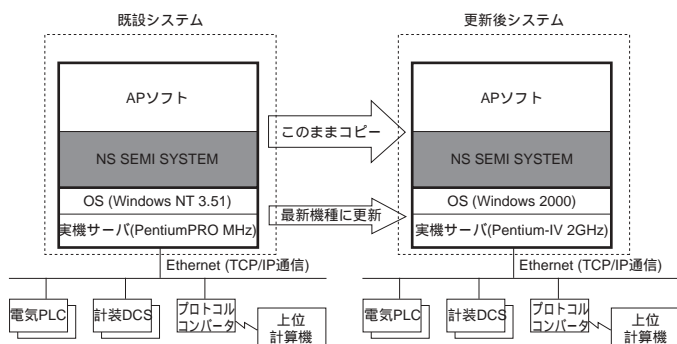 既設システム
APソフト
NS SEMI SYSTEM
OS (Windows NT 3.51)
実機サーバ(PentiumPRO MHz)
Ethernet (TCP/IP通信)
電気PLC
計装DCS
プロトコル
コンバータ
上位
計算機
このままコピー
最新機種に更新
更新後システム
APソフト
NS SEMI SYSTEM
OS (Windows 2000)
実機サーバ(Pentium-IV 2GHz)
Ethernet (TCP/IP通信)
電気PLC
計装DCS
プロトコル
コンバータ
上位
計算機